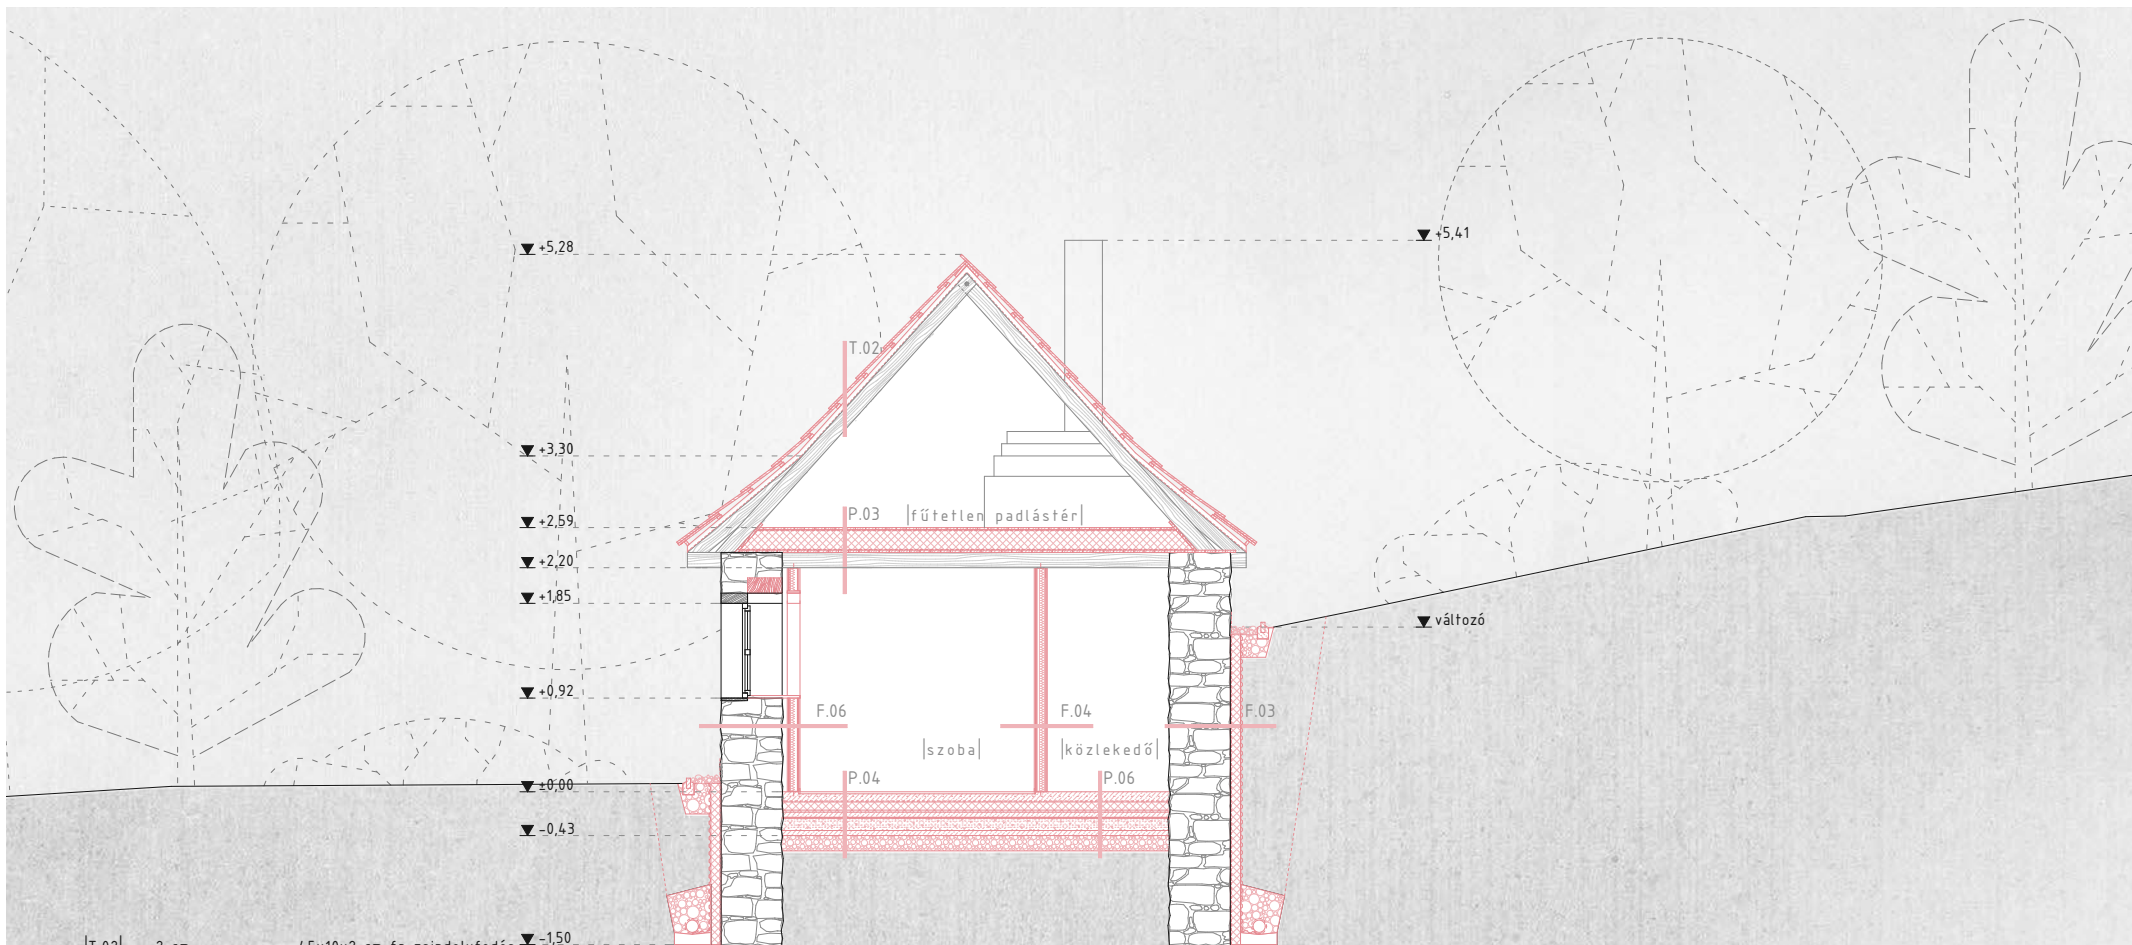 +5,41
+5,28
T.02
+3,30
P.03 |fűtetlen padlástér|
+2,59
+2,20
+1,85
változó
+0,92
F.06 F.04 F.03
|szoba| |közlekedő|
±0,00 P.04 P.06
-0,43
-1,50
|T.02|